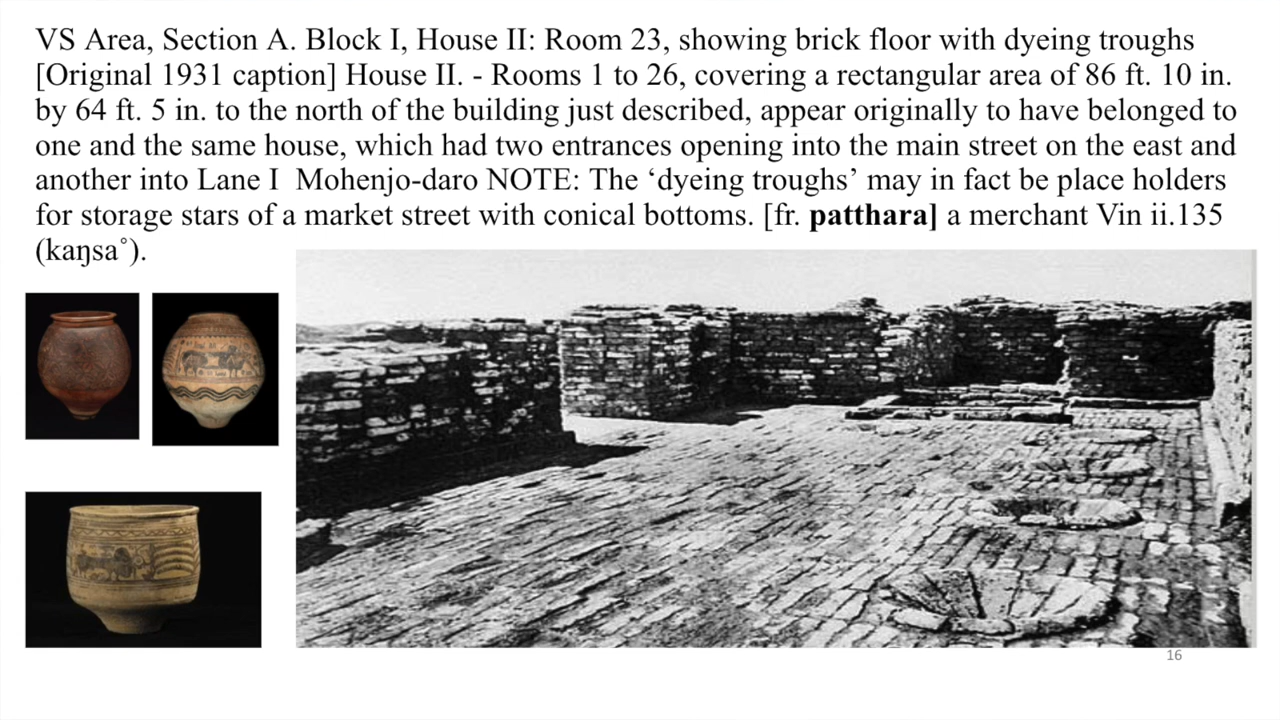 VS Area, Section A. Block I, House II: Room 23, showing brick floor with dyeing troughs
[Original 1931 caption] House II. - Rooms 1 to 26, covering a rectangular area of 86 ft. 10 in.
by 64 ft. 5 in. to the north of the building just described, appear originally to have belonged to
one and the same house, which had two entrances opening into the main street on the east and
another into Lane I  Mohenjo-daro NOTE: The ‘dyeing troughs’ may in fact be place holders
for storage stars of a market street with conical bottoms. [fr. patthara] a merchant Vin ii.135
(kaŋsa˚).
16